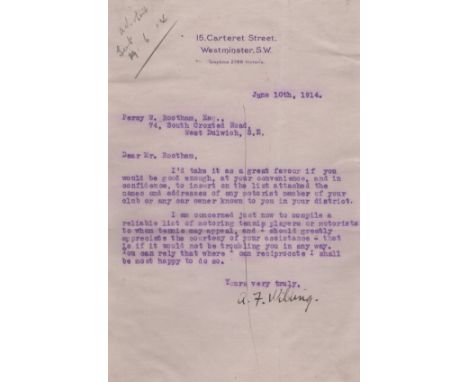 15, Carteret Street,
Westminster, S.W.
June 10th, 1914.
Percy W. Rootham, Esq.,
74, South Croxted Road,
West Dulwich, S.E.
Dear Mr. Rootham,
I'd take it as a great favour if you
would be good enough, at your convenience, and in
confidence, to insert on the list attached the
names and addresses of any motorist member of your
club or any car owner known to you in your district.
I am concerned just now to compile a
reliable list of motoring tennis players or motorists
to whom tennis may appeal, and I should greatly
appreciate the courtesy of your assistance - that
is if it would not be troubling you in any way.
You can rely that where I can reciprocate I shall
be most happy to do so.
Yours very truly,
A. F. Wilding.